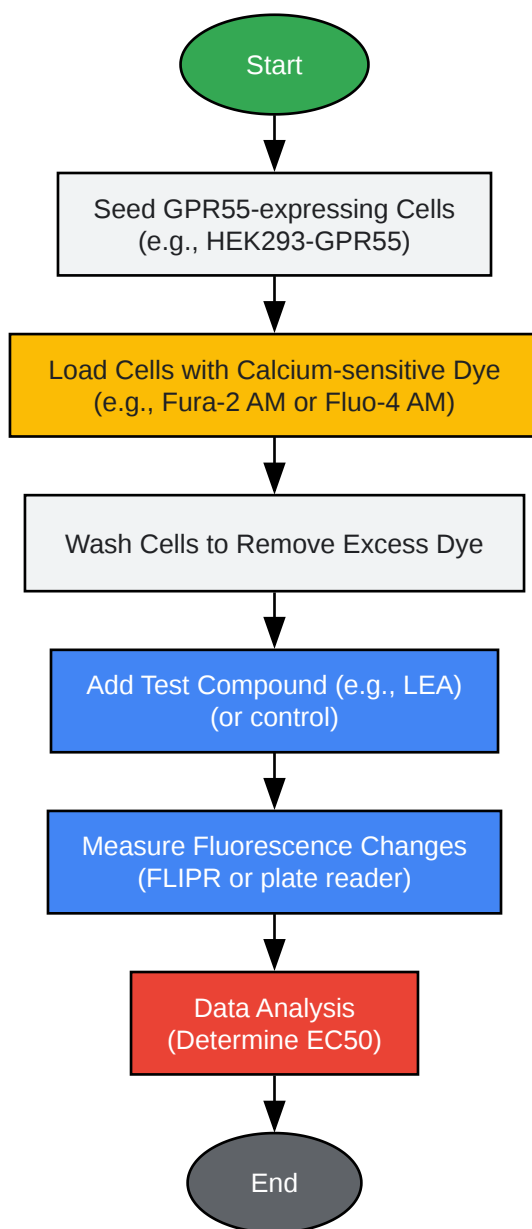 Start
Seed GPR55-expressing Cells
(e.g., HEK293-GPR55)
Load Cells with Calcium-sensitive Dye
(e.g., Fura-2 AM or Fluo-4 AM)
Wash Cells to Remove Excess Dye
Add Test Compound (e.g., LEA)
(or control)
Measure Fluorescence Changes
(FLIPR or plate reader)
Data Analysis
(Determine EC50)
End